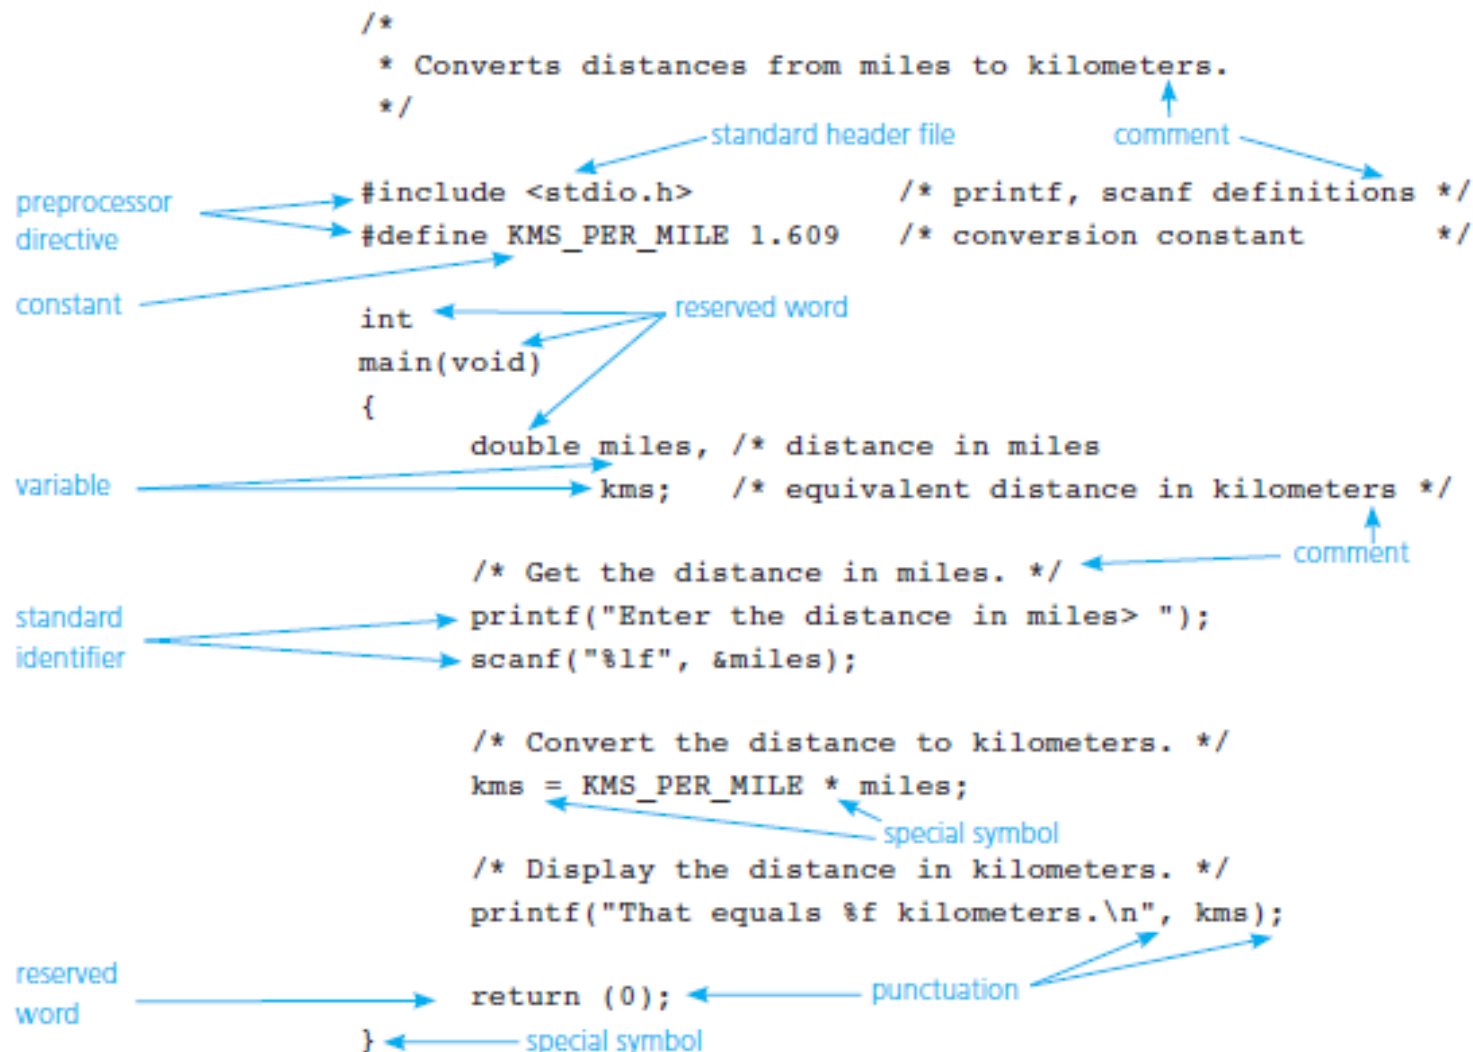 /*
 * Converts distances from miles to kilometers.
 */
standard header file comment
preprocessor directive
#include <stdio.h> /* printf, scanf definitions */
#define KMS_PER_MILE 1.609 /* conversion constant */
constant
reserved word
int
main(void)
{
double miles, /* distance in miles
variable
kms; /* equivalent distance in kilometers */
comment
/* Get the distance in miles. */
standard identifier
printf("Enter the distance in miles> ");
scanf("%lf", &miles);
/* Convert the distance to kilometers. */
kms = KMS_PER_MILE * miles;
special symbol
/* Display the distance in kilometers. */
printf("That equals %f kilometers.\n", kms);
reserved word
return (0); punctuation
} special symbol